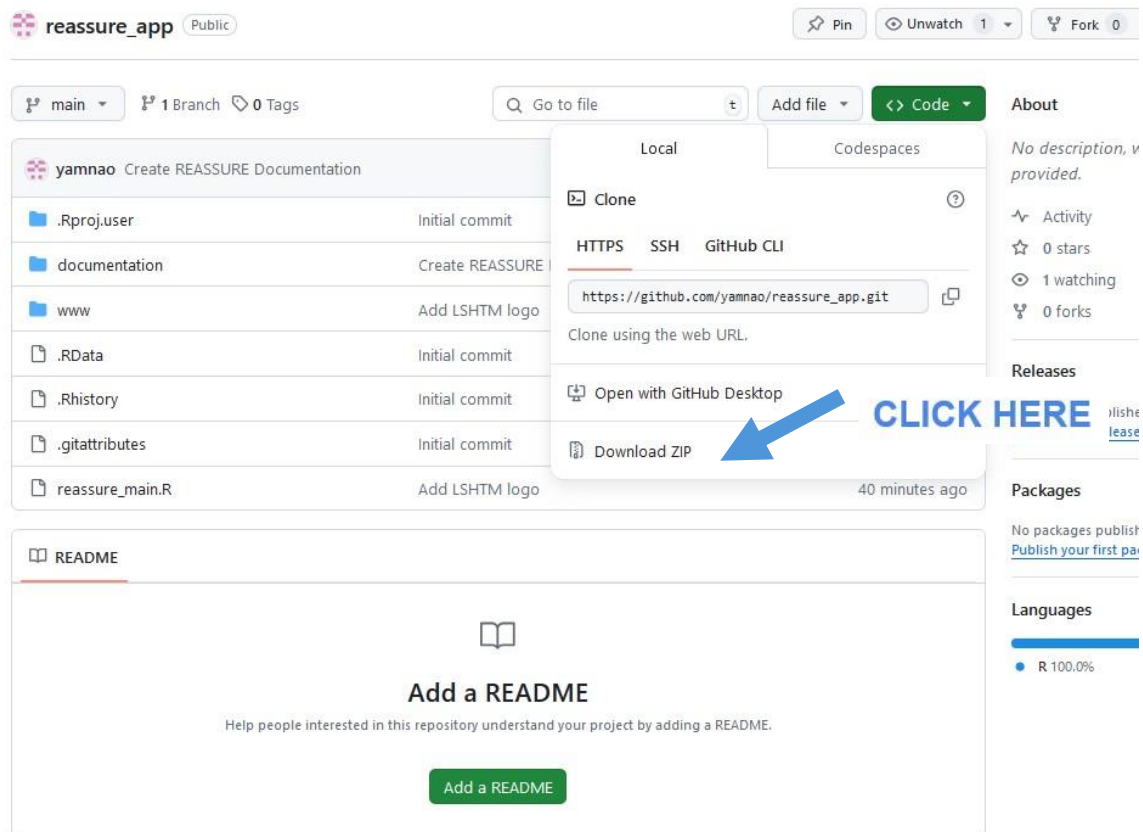 reassure_app Public
Pin
Unwatch 1
Fork 0
main
1 Branch
0 Tags
Go to file t
Add file
<> Code
yamnao Create REASSURE Documentation
.Rproj.user Initial commit
documentation Create REASSURE
www Add LSHTM logo
.RData Initial commit
.Rhistory Initial commit
.gitattributes Initial commit
reassure_main.R Add LSHTM logo 40 minutes ago
Local Codespaces
Clone
HTTPS SSH GitHub CLI
https://github.com/yamnao/reassure_app.git
Clone using the web URL.
Open with GitHub Desktop
Download ZIP
CLICK HERE
README
Add a README
Help people interested in this repository understand your project by adding a README.
Add a README
About
No description,
provided.
Activity
0 stars
1 watching
0 forks
Releases
Packages
No packages
Publish your first
Languages
R 100.0%